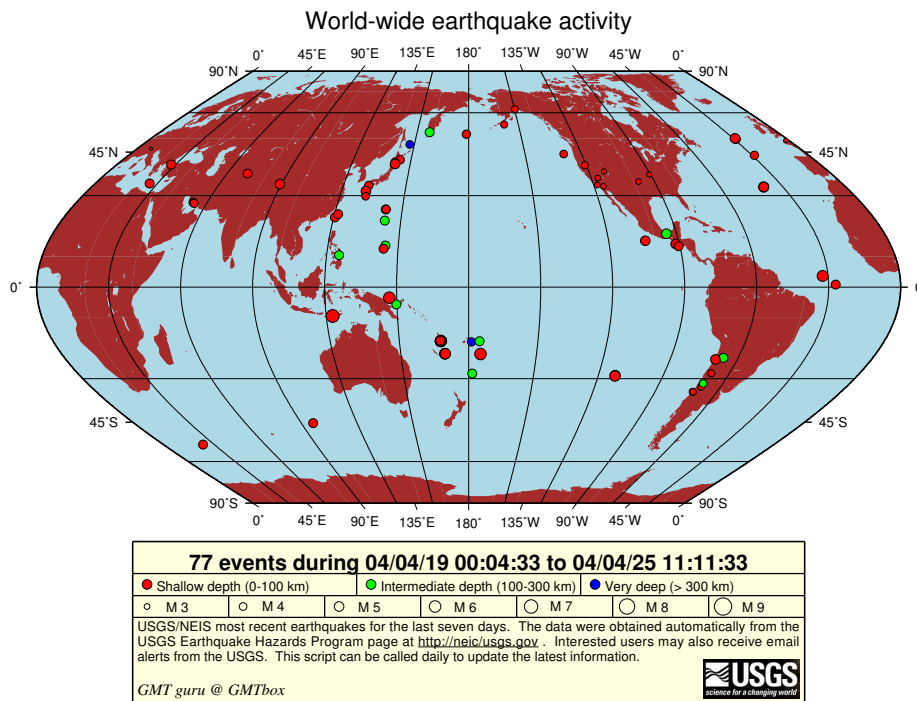 World-wide earthquake activity
0˚ 45˚E 90˚E 135˚E 180˚ 135˚W 90˚W 45˚W 0˚
90˚N 90˚N
45˚N 45˚N
0˚ 0˚
45˚S 45˚S
90˚S 90˚S
0˚ 45˚E 90˚E 135˚E 180˚ 135˚W 90˚W 45˚W 0˚
77 events during 04/04/19 00:04:33 to 04/04/25 11:11:33
Shallow depth (0-100 km) Intermediate depth (100-300 km) Very deep (> 300 km)
M 3 M 4 M 5 M 6 M 7 M 8 M 9
USGS/NEIS most recent earthquakes for the last seven days. The data were obtained automatically from the
USGS Earthquake Hazards Program page at http://neic/usgs.gov . Interested users may also receive email
alerts from the USGS. This script can be called daily to update the latest information.
USGS
science for a changing world
GMT guru @ GMTbox